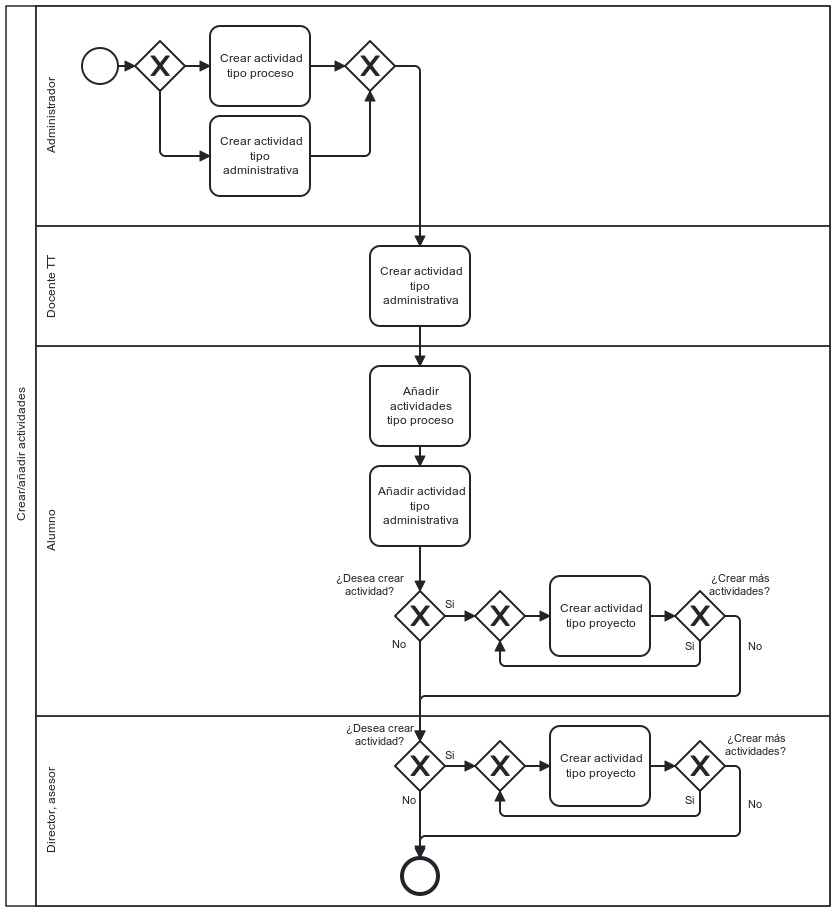 Crear/añadir actividades
Administrador
Crear actividad
tipo proceso
Crear actividad
tipo
administrativa
Docente TT
Crear actividad
tipo
administrativa
Alumno
Añadir
actividades
tipo proceso
Añadir actividad
tipo
administrativa
¿Desea crear
actividad?
Si
No
Crear actividad
tipo proyecto
¿Crear más
actividades?
Si
No
Director, asesor
¿Desea crear
actividad?
Si
No
Crear actividad
tipo proyecto
¿Crear más
actividades?
Si
No